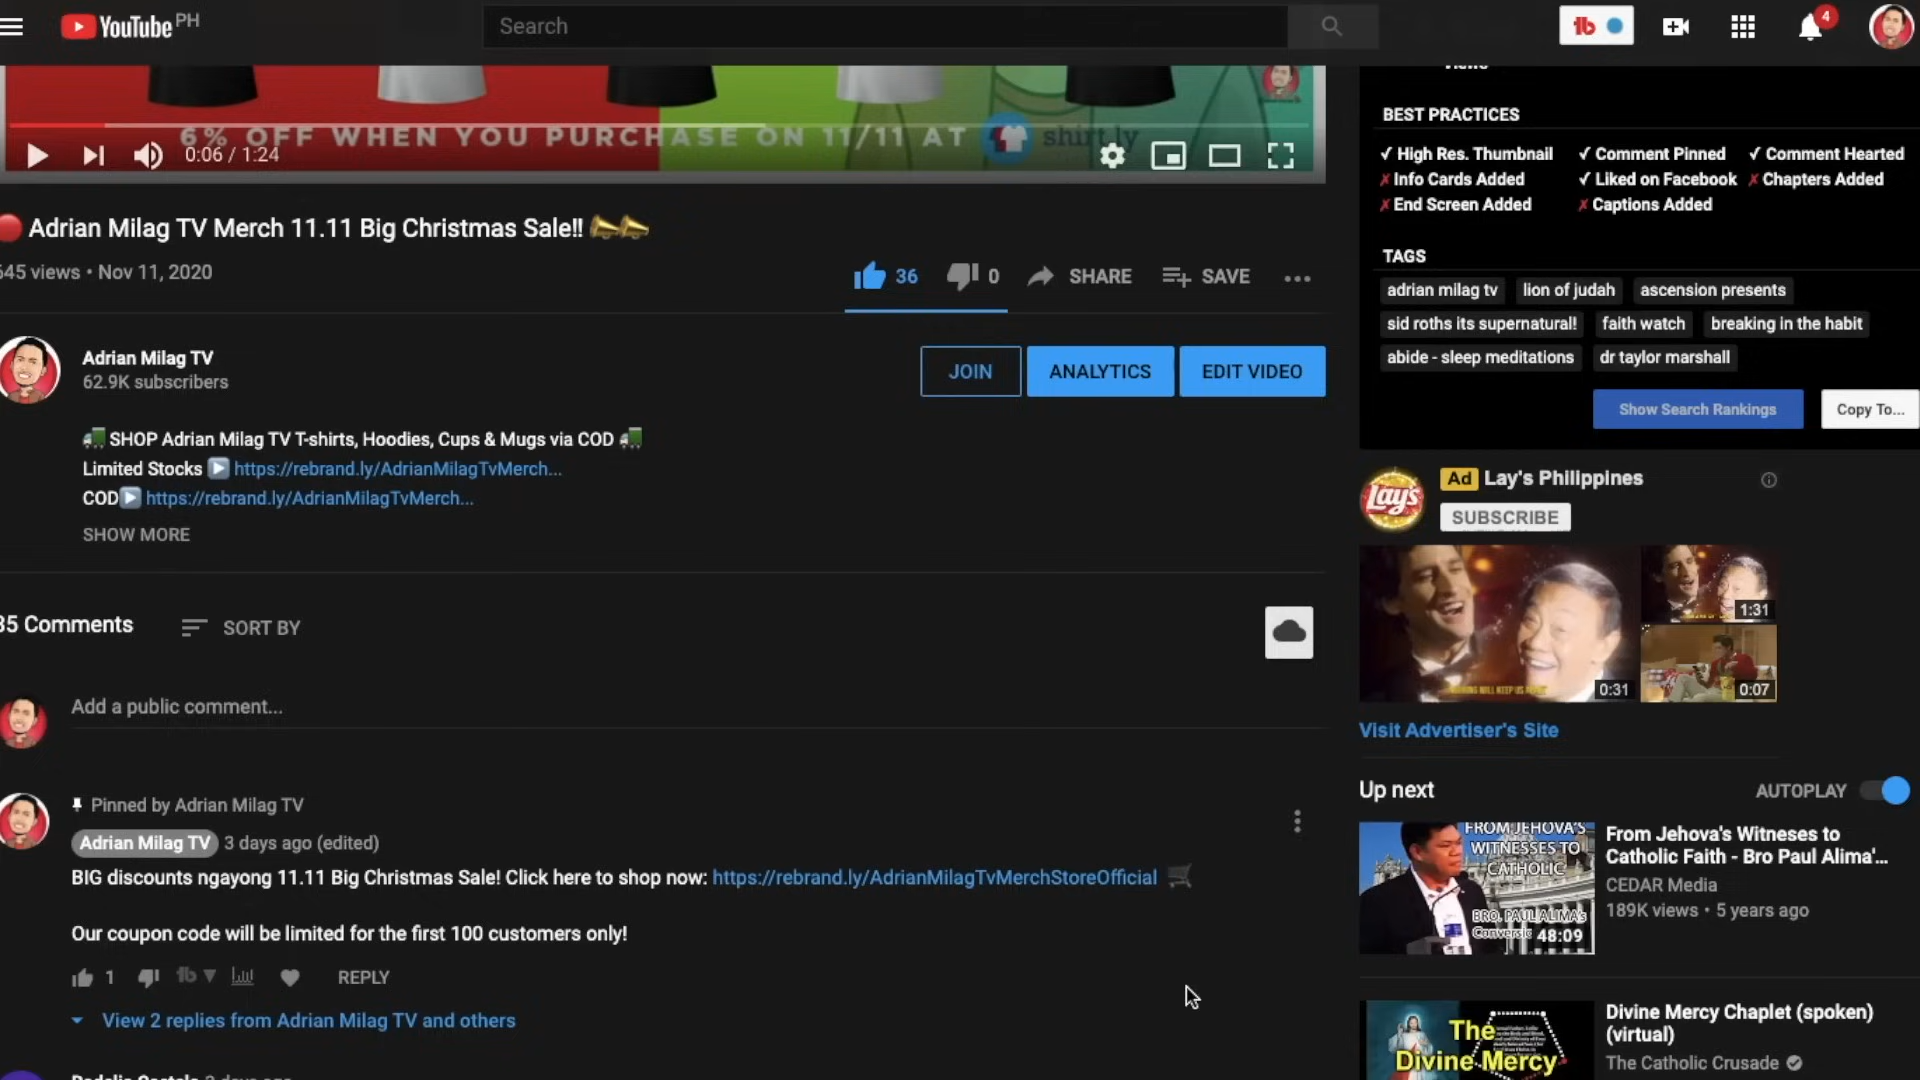 YouTube PH
Search
4
6% OFF WHEN YOU PURCHASE ON 11/11 AT shirt.ly
0:06 / 1:24
Adrian Milag TV Merch 11.11 Big Christmas Sale!!
645 views • Nov 11, 2020
36
0
SHARE
SAVE
Adrian Milag TV
62.9K subscribers
JOIN
ANALYTICS
EDIT VIDEO
SHOP Adrian Milag TV T-shirts, Hoodies, Cups & Mugs via COD
Limited Stocks https://rebrand.ly/AdrianMilagTvMerch...
COD https://rebrand.ly/AdrianMilagTvMerch...
SHOW MORE
35 Comments
SORT BY
Add a public comment...
Pinned by Adrian Milag TV
Adrian Milag TV 3 days ago (edited)
BIG discounts ngayong 11.11 Big Christmas Sale! Click here to shop now: https://rebrand.ly/AdrianMilagTvMerchStoreOfficial
Our coupon code will be limited for the first 100 customers only!
1
REPLY
View 2 replies from Adrian Milag TV and others
BEST PRACTICES
✓ High Res. Thumbnail ✓ Comment Pinned ✓ Comment Hearted
✗ Info Cards Added ✓ Liked on Facebook ✗ Chapters Added
✗ End Screen Added ✗ Captions Added
TAGS
adrian milag tv lion of judah ascension presents
sid roths its supernatural! faith watch breaking in the habit
abide - sleep meditations dr taylor marshall
Show Search Rankings
Copy To...
Lay's
Ad Lay's Philippines
SUBSCRIBE
0:31
1:31
0:07
Visit Advertiser's Site
Up next
AUTOPLAY
FROM JEHOVA'S
WITNESSES TO
CATHOLIC
BRO. PAUL ALIMA's
48:09
From Jehova's Witneses to
Catholic Faith - Bro Paul Alima'...
CEDAR Media
189K views • 5 years ago
The
Divine Mercy
Divine Mercy Chaplet (spoken)
(virtual)
The Catholic Crusade